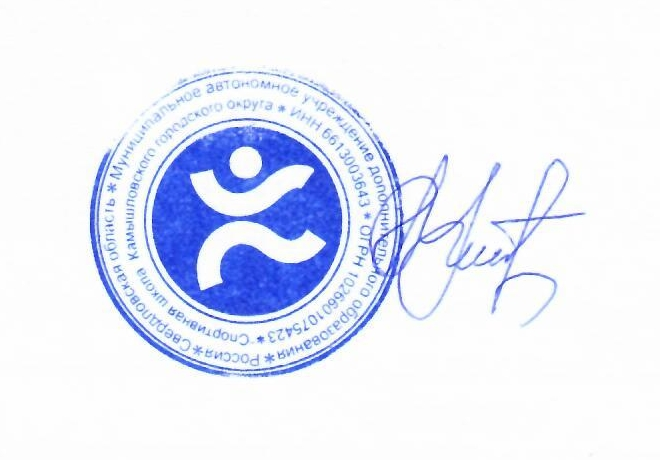 Россия * Свердловская область * Муниципальное автономное учреждение дополнительного образования *
"Спортивная школа" Камышловского городского округа * ИНН 6613003643 * ОГРН 1026601075423 *